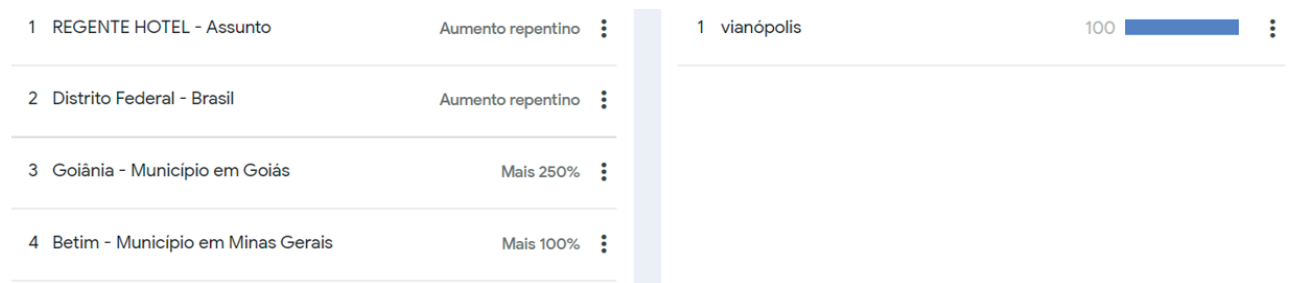 1 REGENTE HOTEL - Assunto Aumento repentino
2 Distrito Federal - Brasil Aumento repentino
3 Goiânia - Município em Goiás Mais 250%
4 Betim - Município em Minas Gerais Mais 100%
1 vianópolis 100